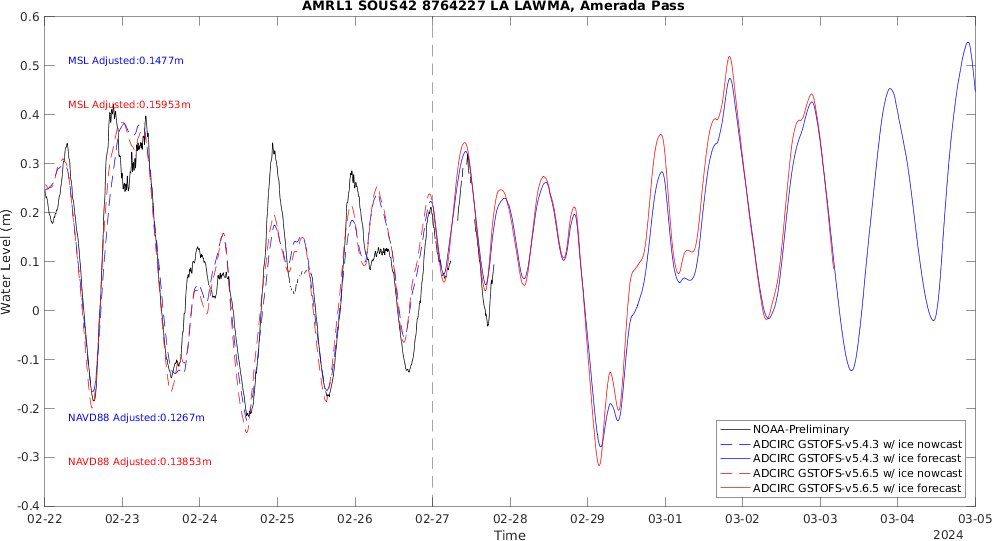 AMRL1 SOUS42 8764227 LA LAWMA, Amerada Pass
0.6
0.5
0.4
0.3
0.2
0.1
0
-0.1
-0.2
-0.3
-0.4
Water Level (m)
MSL Adjusted:0.1477m
MSL Adjusted:0.15953m
NAVD88 Adjusted:0.1267m
NAVD88 Adjusted:0.13853m
NOAA-Preliminary
ADCIRC GSTOFS-v5.4.3 w/ ice nowcast
ADCIRC GSTOFS-v5.4.3 w/ ice forecast
ADCIRC GSTOFS-v5.6.5 w/ ice nowcast
ADCIRC GSTOFS-v5.6.5 w/ ice forecast
02-22 02-23 02-24 02-25 02-26 02-27 02-28 02-29 03-01 03-02 03-03 03-04 03-05
Time
2024